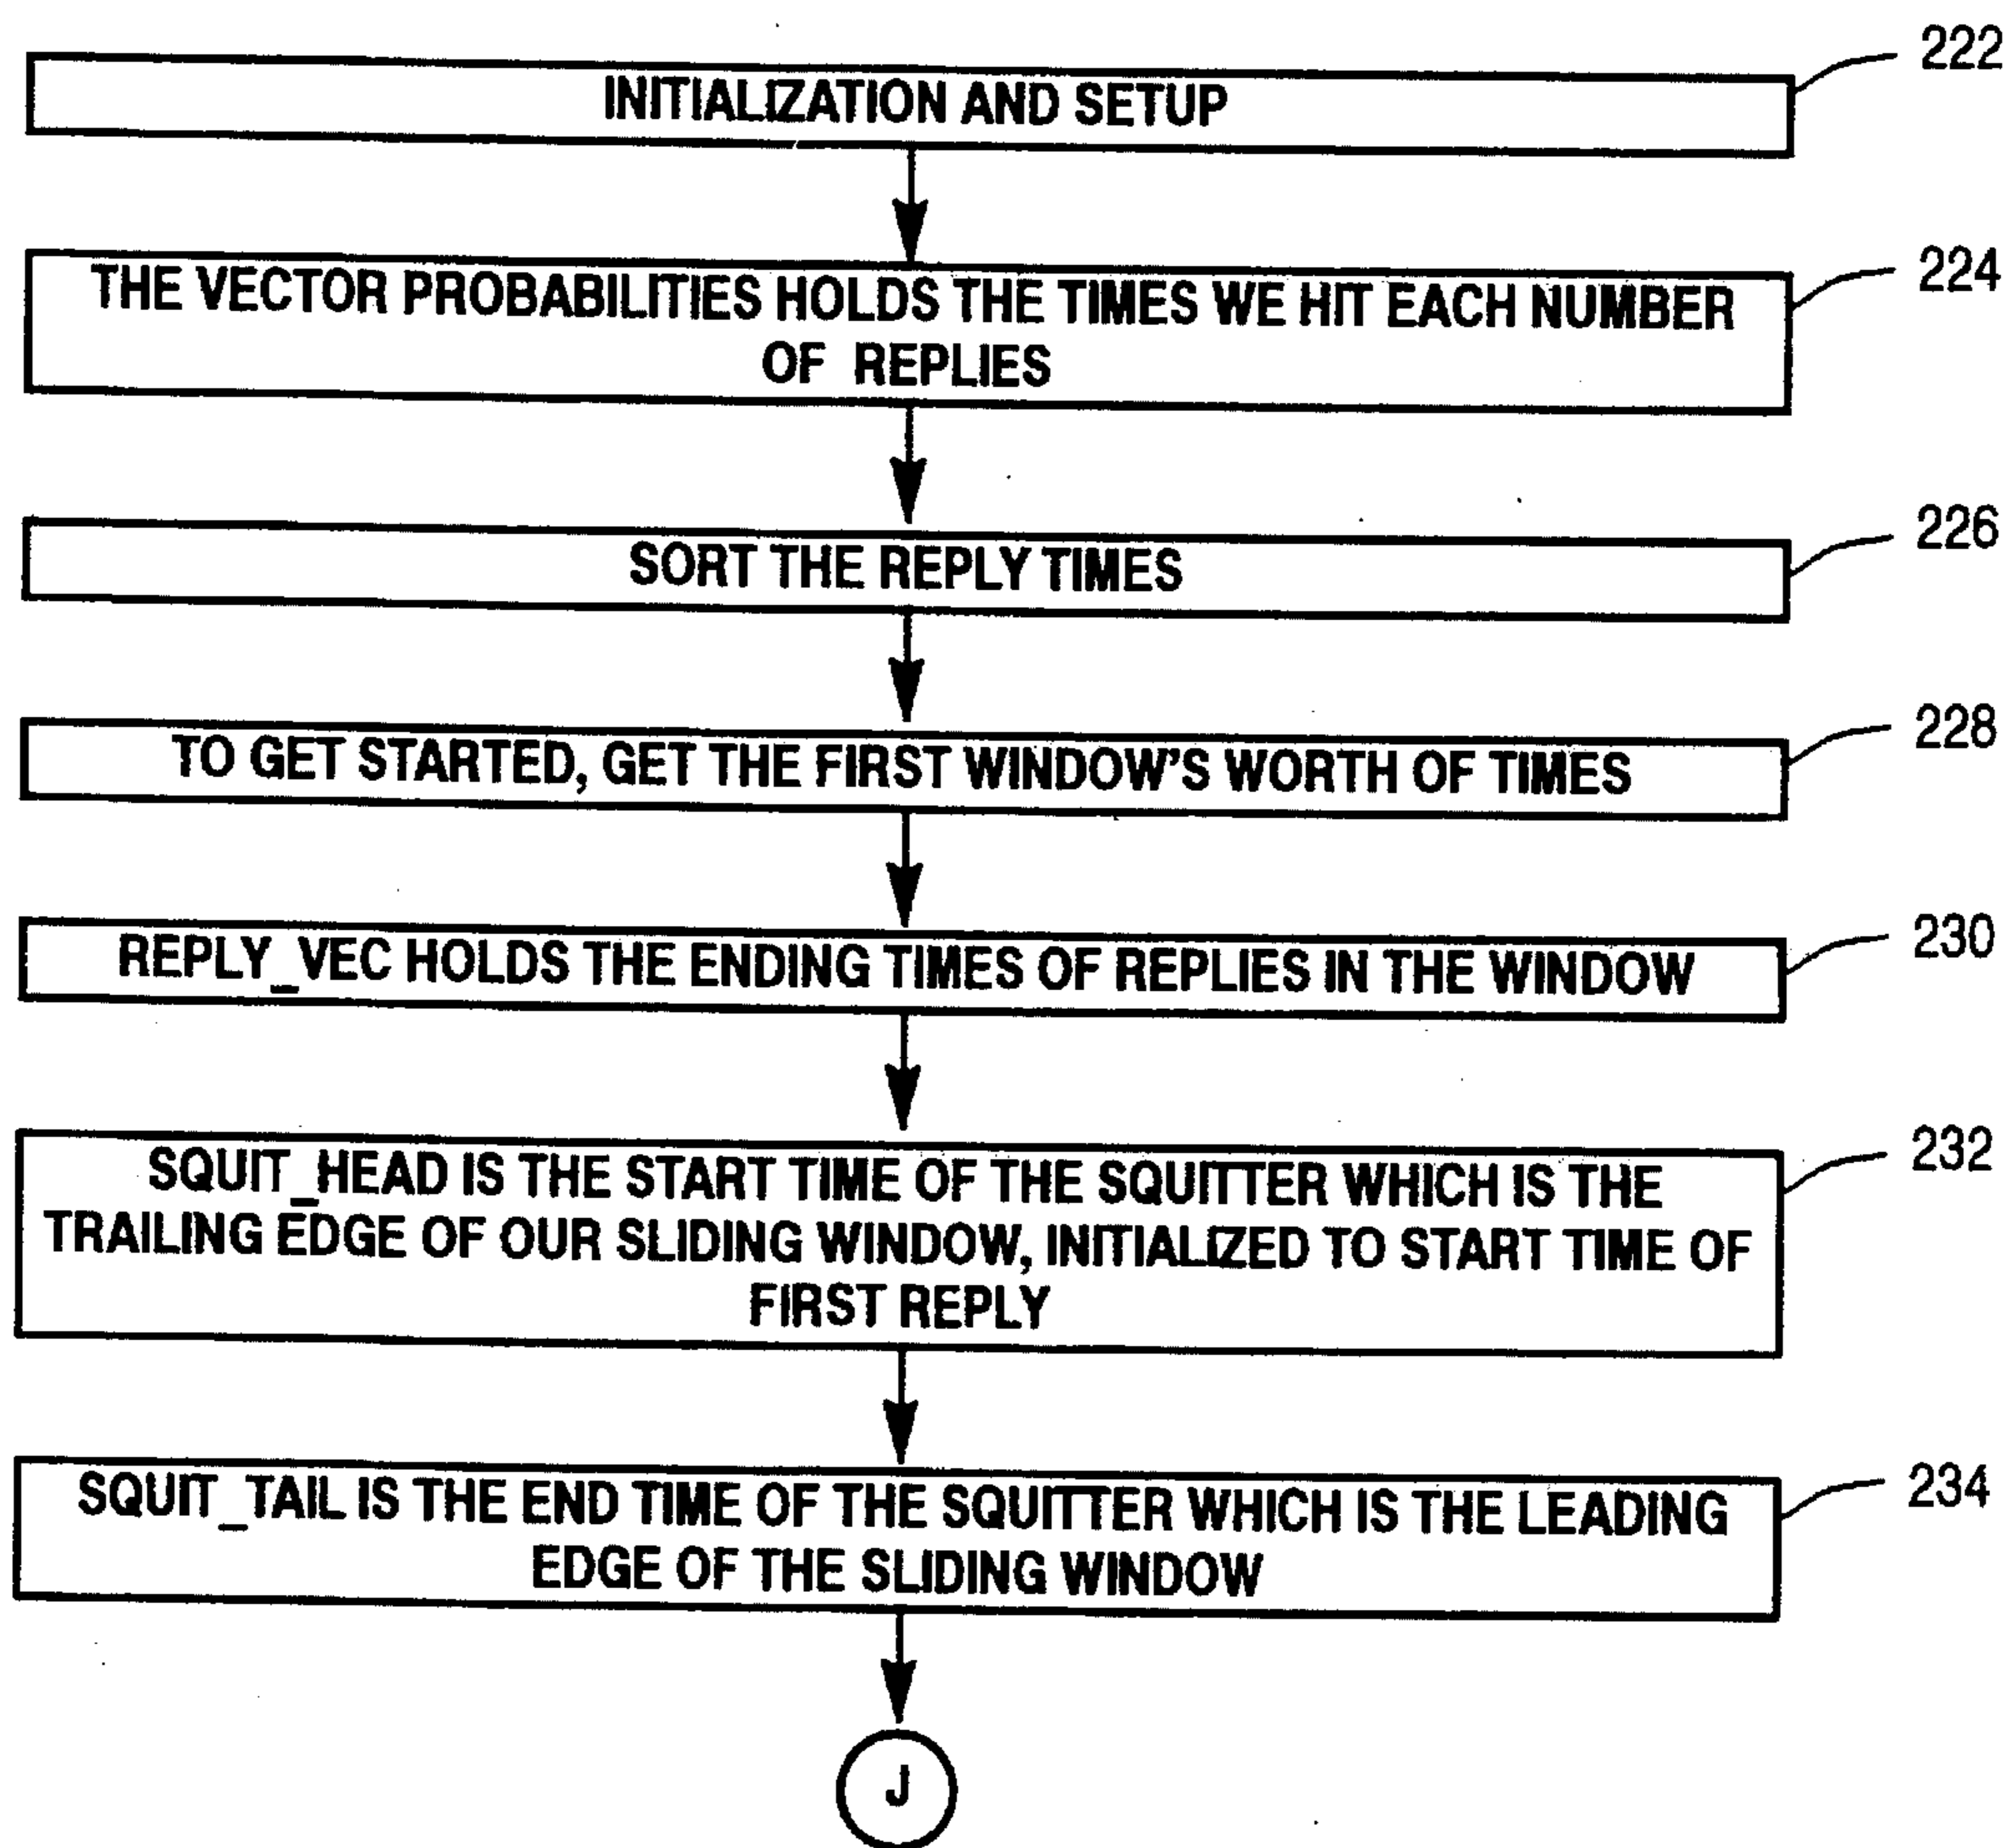 INITIALIZATION AND SETUP
222
THE VECTOR PROBABILITIES HOLDS THE TIMES WE HIT EACH NUMBER
OF REPLIES
224
SORT THE REPLY TIMES
226
TO GET STARTED, GET THE FIRST WINDOW'S WORTH OF TIMES
228
REPLY_VEC HOLDS THE ENDING TIMES OF REPLIES IN THE WINDOW
230
SQUIT_HEAD IS THE START TIME OF THE SQUITTER WHICH IS THE
TRAILING EDGE OF OUR SLIDING WINDOW, INITIALIZED TO START TIME OF
FIRST REPLY
232
SQUIT_TAIL IS THE END TIME OF THE SQUITTER WHICH IS THE LEADING
EDGE OF THE SLIDING WINDOW
234
J